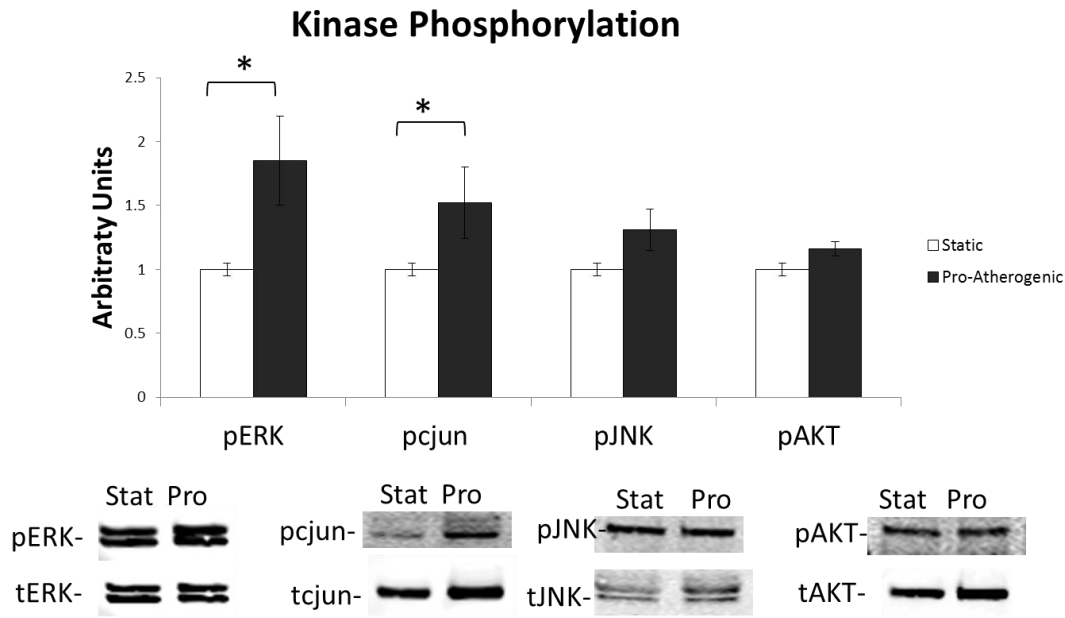 Kinase Phosphorylation
Arbitraty Units
2.5
2
1.5
1
0.5
0
*
*
pERK
pcjun
pJNK
pAKT
Static
Pro-Atherogenic
Stat Pro
pERK-
tERK-
Stat Pro
pcjun-
tcjun-
Stat Pro
pJNK-
tJNK-
Stat Pro
pAKT-
tAKT-